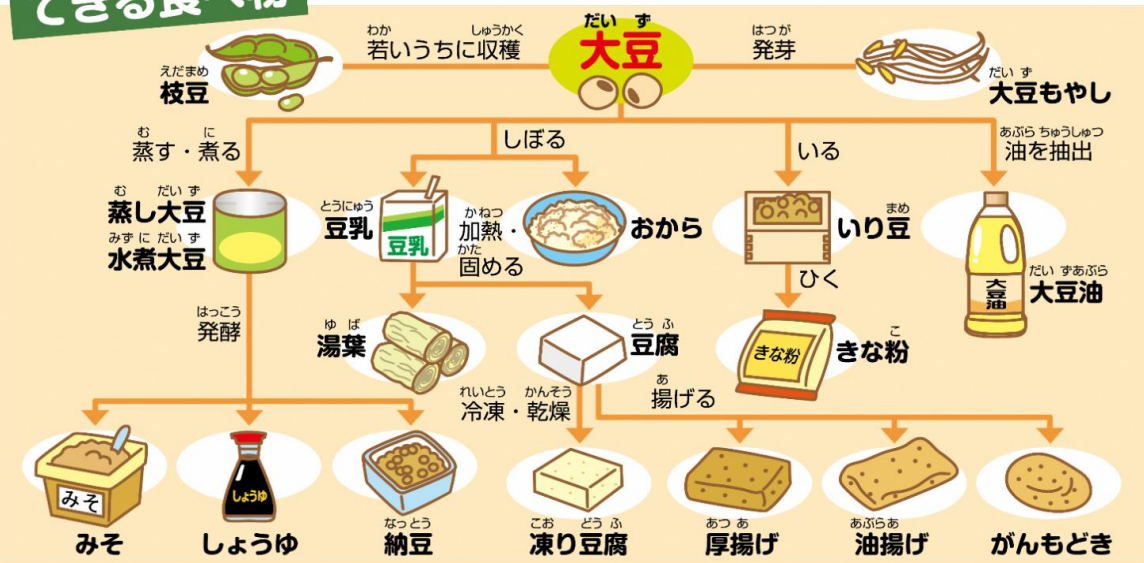 できる食べ物
だいず
大豆
わか しゅうかく
若いうちに収穫
はつが
発芽
えだまめ
枝豆
だいず
大豆もやし
む に
蒸す・煮る
しぼる
いる
あぶら ちゅうしゅつ
油を抽出
む だいず
蒸し大豆
みずに だいず
水煮大豆
とうにゅう
豆乳
豆乳
かねつ
加熱・
かた
固める
おから
まめ
いり豆
大豆油
だいずあぶら
大豆油
はっこう
発酵
ゆば
湯葉
とうふ
豆腐
ひく
きな粉
こ
きな粉
れいとう かんそう
冷凍・乾燥
あ
揚げる
みそ
みそ
しょうゆ
しょうゆ
なっとう
納豆
こお どうふ
凍り豆腐
あつ あ
厚揚げ
あぶらあ
油揚げ
がんもどき